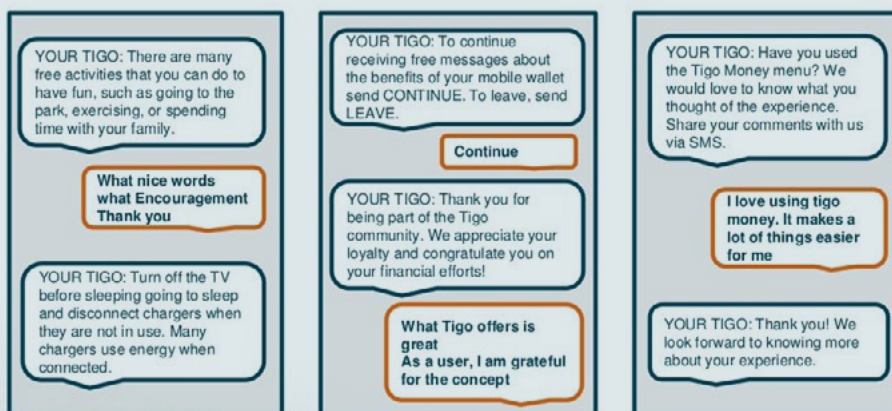 YOUR TIGO: There are many
free activities that you can do to
have fun, such as going to the
park, exercising, or spending
time with your family.
What nice words
what Encouragement
Thank you
YOUR TIGO: Turn off the TV
before sleeping going to sleep
and disconnect chargers when
they are not in use. Many
chargers use energy when
connected.
YOUR TIGO: To continue
receiving free messages about
the benefits of your mobile wallet
send CONTINUE. To leave, send
LEAVE.
Continue
YOUR TIGO: Thank you for
being part of the Tigo
community. We appreciate your
loyalty and congratulate you on
your financial efforts!
What Tigo offers is
great
As a user, I am grateful
for the concept
YOUR TIGO: Have you used
the Tigo Money menu? We
would love to know what you
thought of the experience.
Share your comments with us
via SMS.
I love using tigo
money. It makes a
lot of things easier
for me
YOUR TIGO: Thank you! We
look forward to knowing more
about your experience.